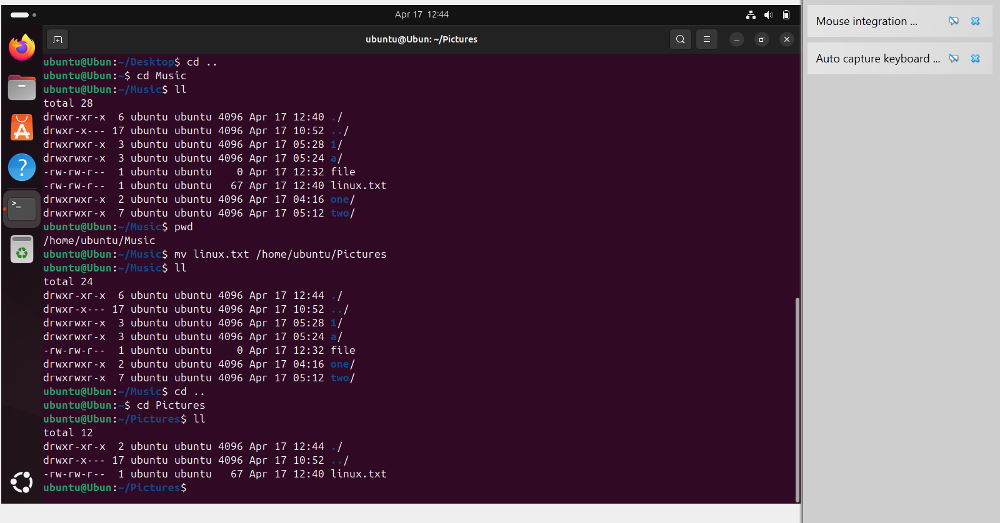 Apr 17 12:44
ubuntu@Ubun: ~/Pictures
ubuntu@Ubun:~/Desktop$ cd ..
ubuntu@Ubun:~$ cd Music
ubuntu@Ubun:~/Music$ ll
total 28
drwxr-xr-x  6 ubuntu ubuntu 4096 Apr 17 12:40 ./
drwxr-x--- 17 ubuntu ubuntu 4096 Apr 17 10:52 ../
drwxrwxr-x  3 ubuntu ubuntu 4096 Apr 17 05:28 1/
drwxrwxr-x  3 ubuntu ubuntu 4096 Apr 17 05:24 a/
-rw-rw-r--  1 ubuntu ubuntu    0 Apr 17 12:32 file
-rw-rw-r--  1 ubuntu ubuntu   67 Apr 17 12:40 linux.txt
drwxrwxr-x  2 ubuntu ubuntu 4096 Apr 17 04:16 one/
drwxrwxr-x  7 ubuntu ubuntu 4096 Apr 17 05:12 two/
ubuntu@Ubun:~/Music$ pwd
/home/ubuntu/Music
ubuntu@Ubun:~/Music$ mv linux.txt /home/ubuntu/Pictures
ubuntu@Ubun:~/Music$ ll
total 24
drwxr-xr-x  6 ubuntu ubuntu 4096 Apr 17 12:44 ./
drwxr-x--- 17 ubuntu ubuntu 4096 Apr 17 10:52 ../
drwxrwxr-x  3 ubuntu ubuntu 4096 Apr 17 05:28 1/
drwxrwxr-x  3 ubuntu ubuntu 4096 Apr 17 05:24 a/
-rw-rw-r--  1 ubuntu ubuntu    0 Apr 17 12:32 file
drwxrwxr-x  2 ubuntu ubuntu 4096 Apr 17 04:16 one/
drwxrwxr-x  7 ubuntu ubuntu 4096 Apr 17 05:12 two/
ubuntu@Ubun:~/Music$ cd ..
ubuntu@Ubun:~$ cd Pictures
ubuntu@Ubun:~/Pictures$ ll
total 12
drwxr-xr-x  2 ubuntu ubuntu 4096 Apr 17 12:44 ./
drwxr-x--- 17 ubuntu ubuntu 4096 Apr 17 10:52 ../
-rw-rw-r--  1 ubuntu ubuntu   67 Apr 17 12:40 linux.txt
ubuntu@Ubun:~/Pictures$
Mouse integration ...
Auto capture keyboard ...